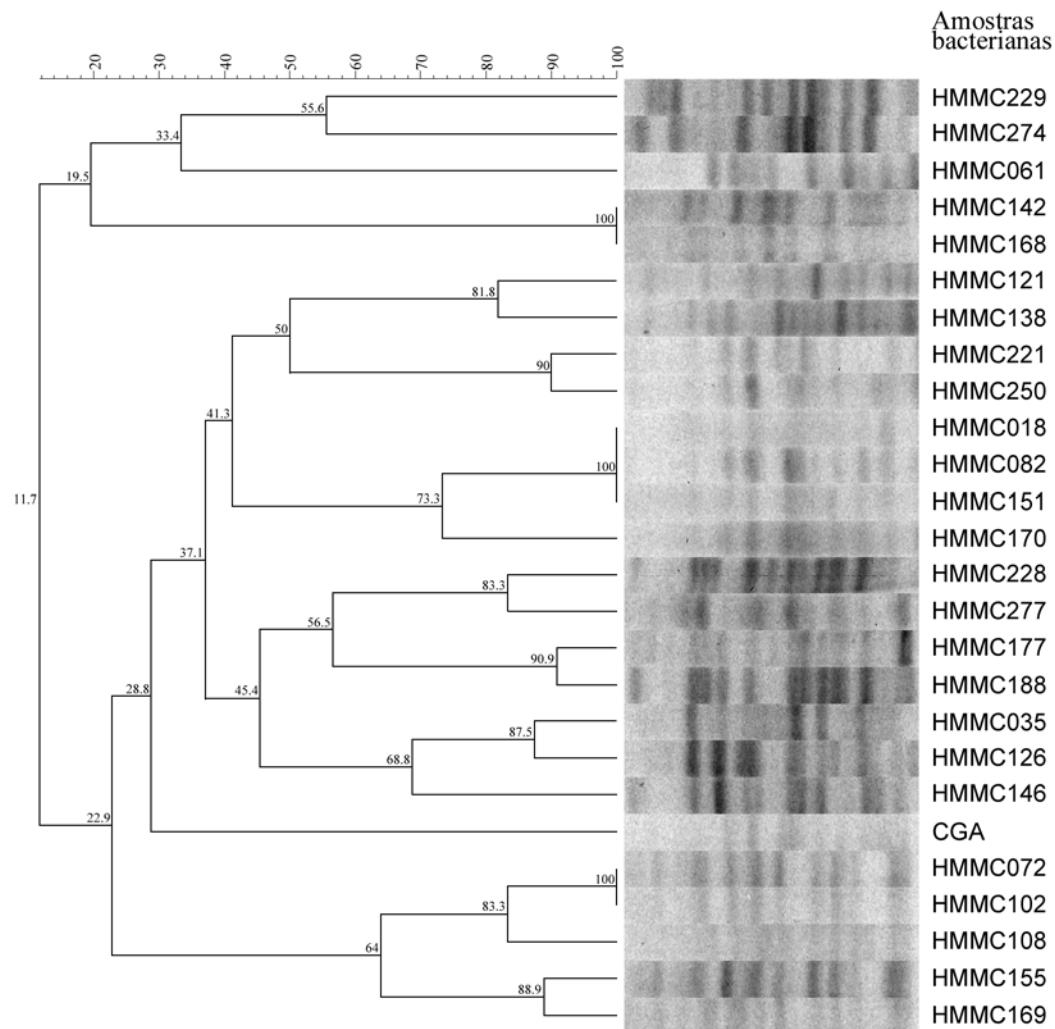 Amostras
bacterianas
20 30 40 50 60 70 80 90 100
HMMC229
55.6
HMMC274
33.4
HMMC061
19.5
HMMC142
100
HMMC168
HMMC121
81.8
HMMC138
50
HMMC221
90
HMMC250
41.3
HMMC018
HMMC082
100
HMMC151
73.3
11.7
HMMC170
37.1
HMMC228
83.3
HMMC277
56.5
HMMC177
90.9
HMMC188
28.8
45.4
HMMC035
87.5
HMMC126
68.8
HMMC146
22.9
CGA
HMMC072
100
HMMC102
83.3
HMMC108
64
HMMC155
88.9
HMMC169